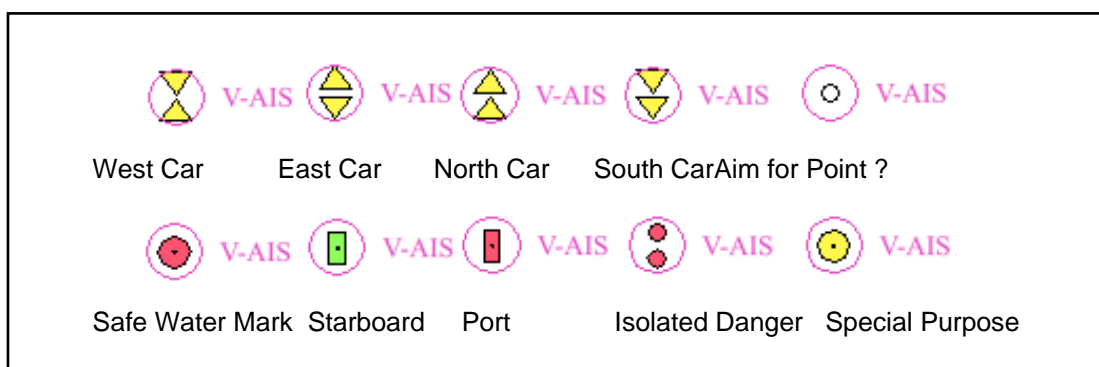 V-AIS V-AIS V-AIS V-AIS V-AIS
West Car East Car North Car South CarAim for Point ?
V-AIS V-AIS V-AIS V-AIS V-AIS
Safe Water Mark Starboard Port Isolated Danger Special Purpose